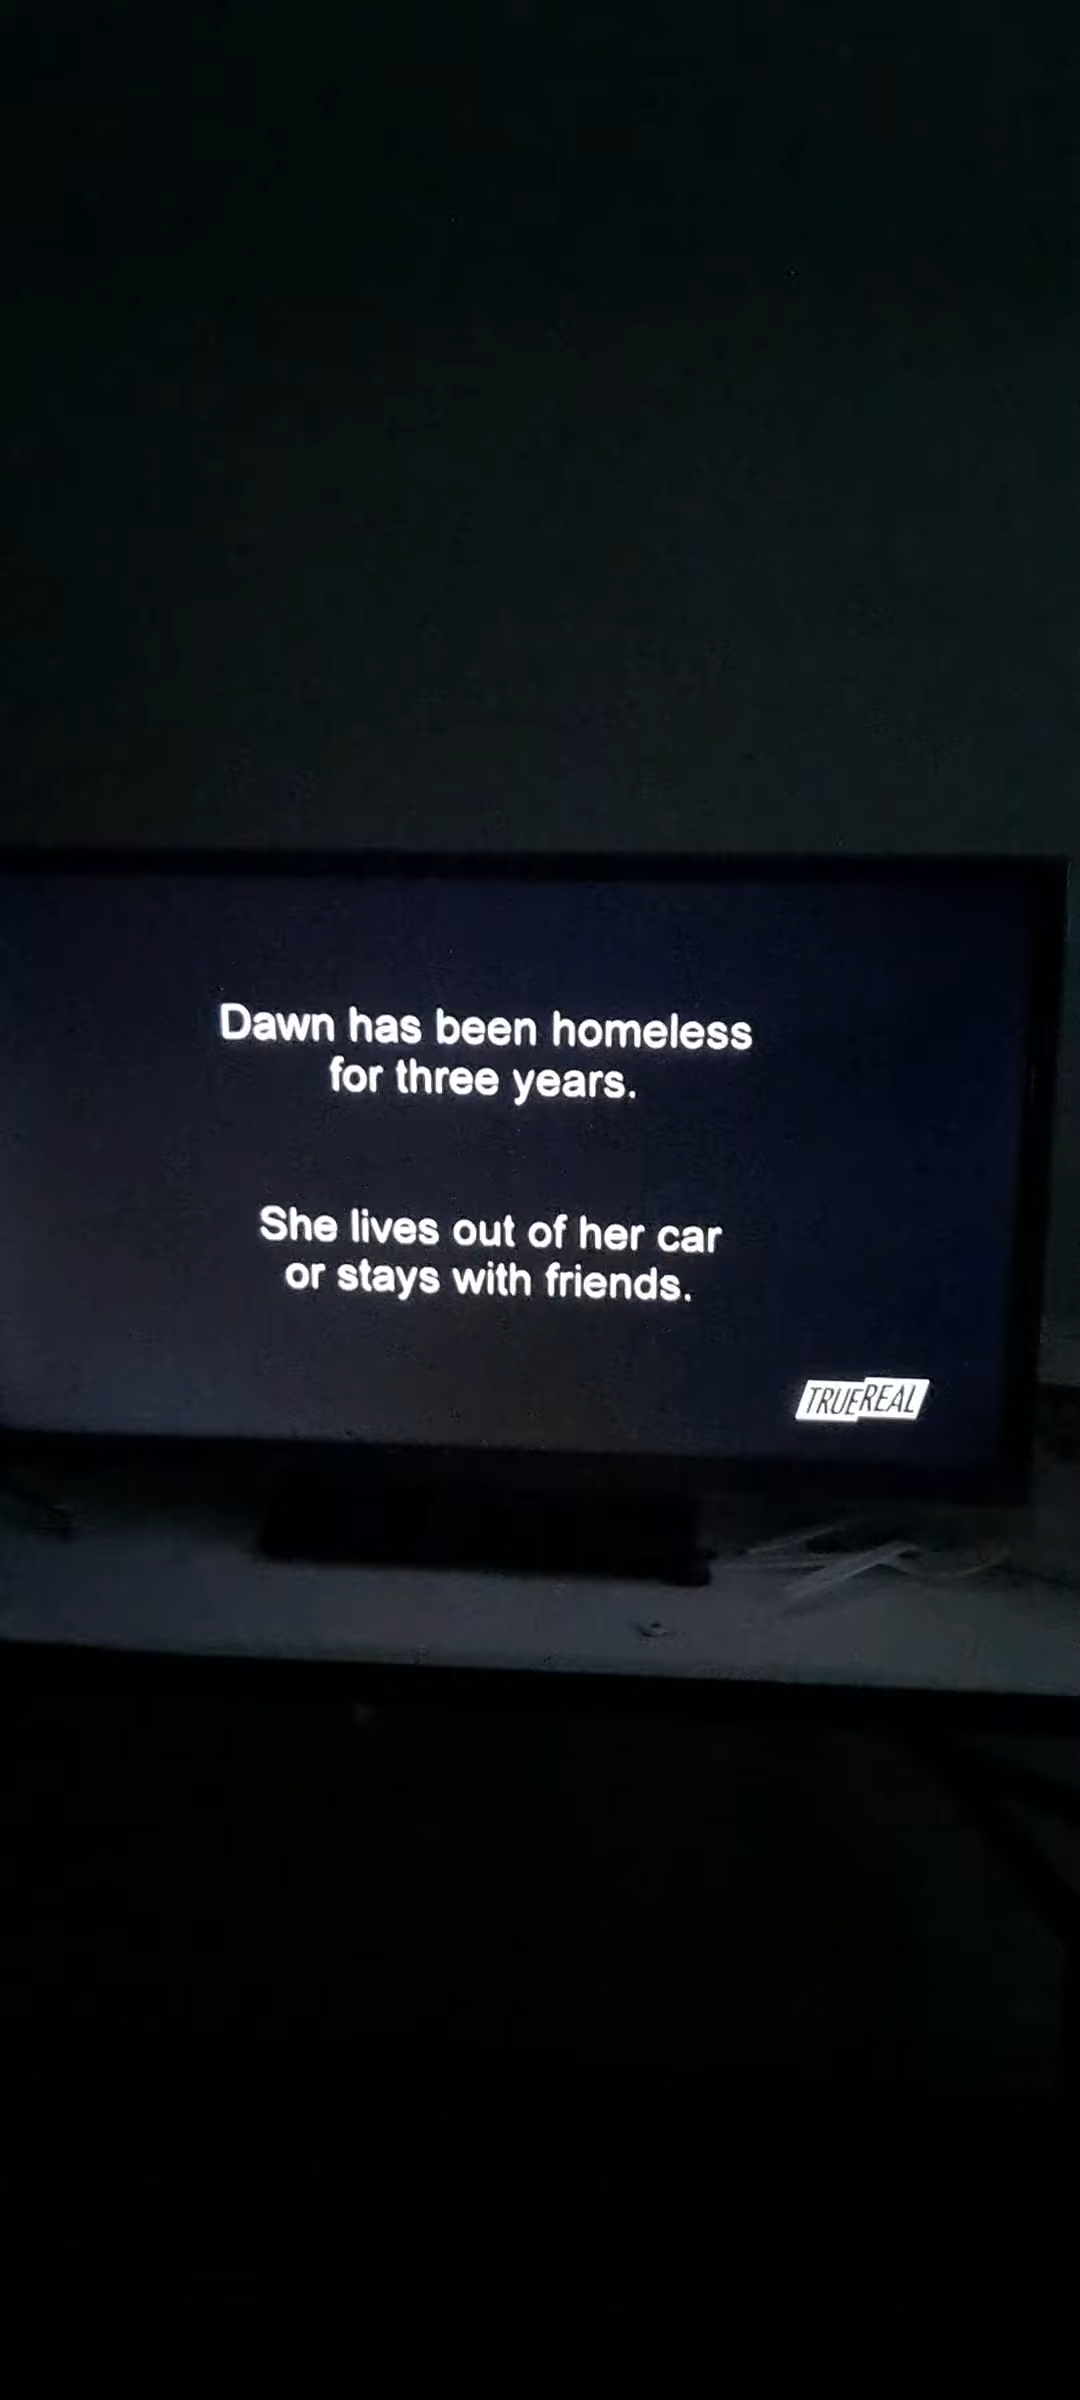 Dawn has been homeless
for three years.
She lives out of her car
or stays with friends.
TRUEREAL